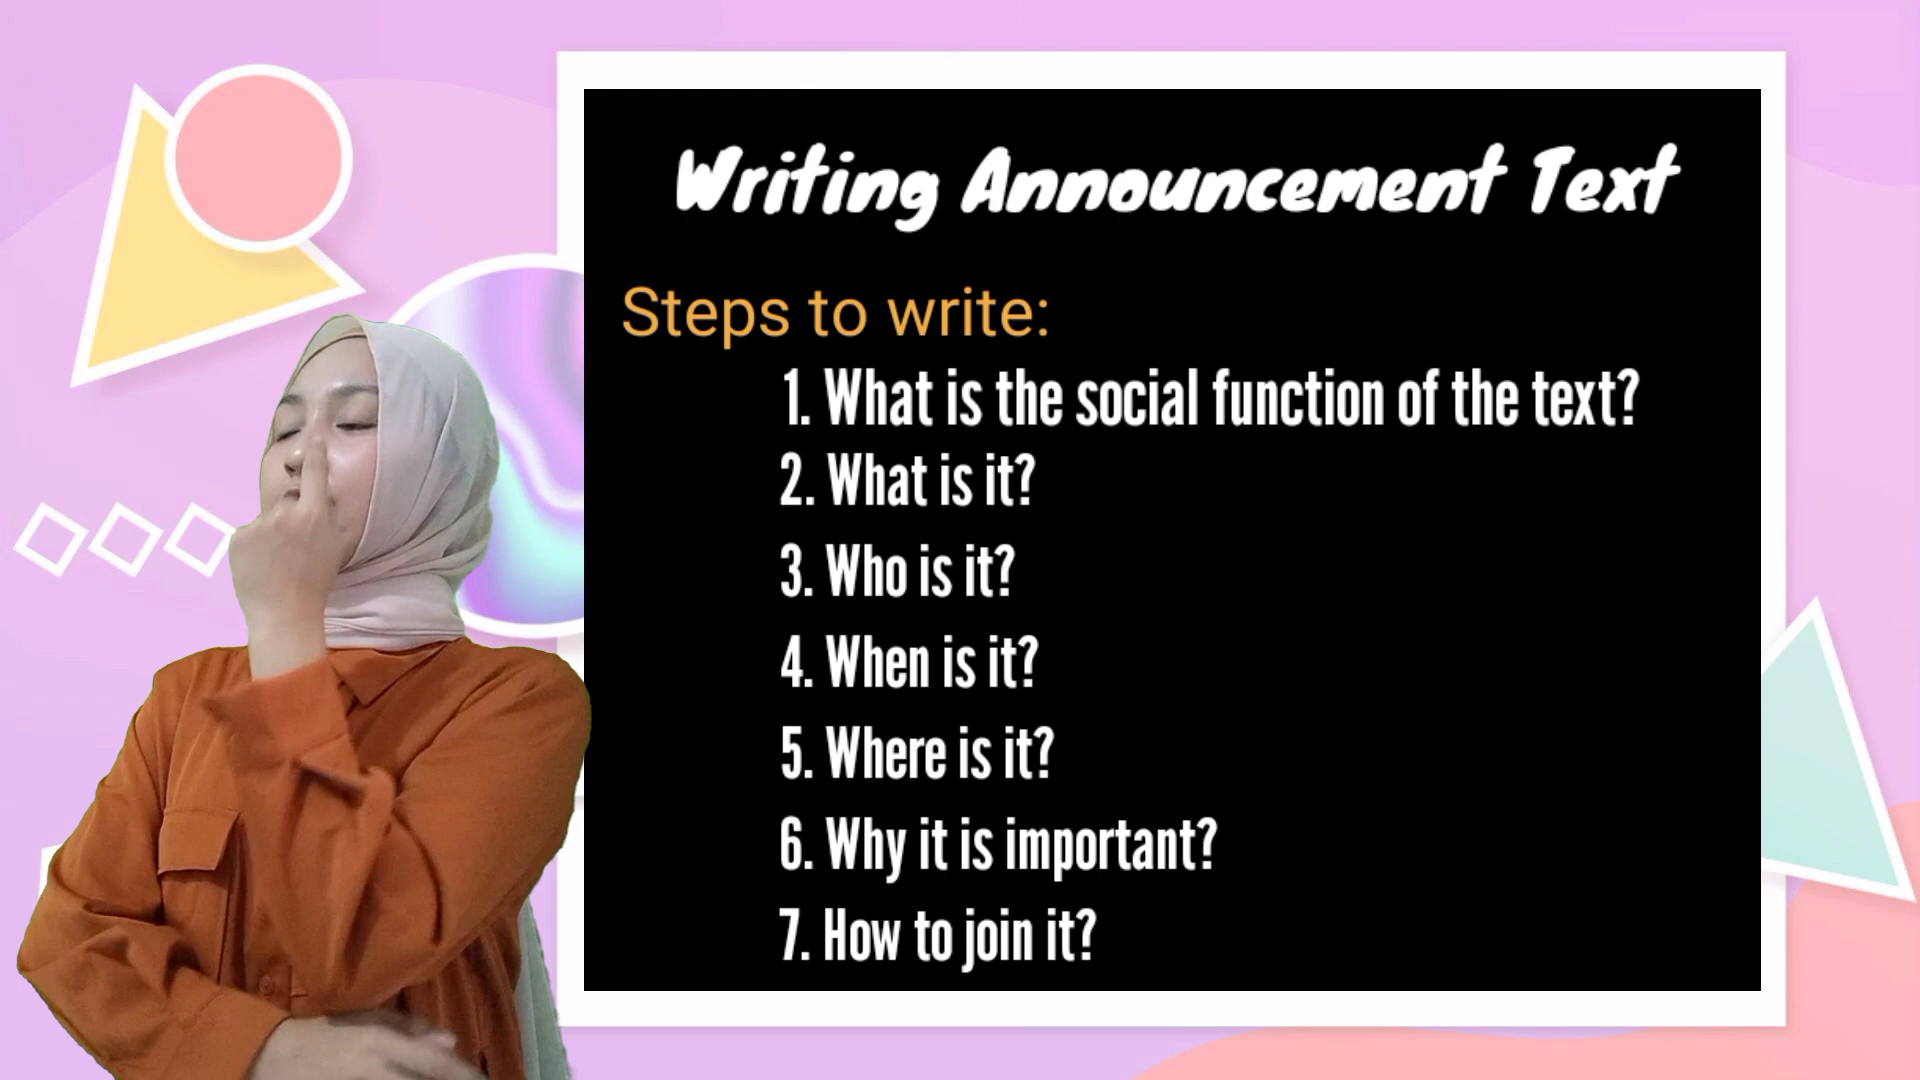 Writing Announcement Text
Steps to write:
1. What is the social function of the text?
2. What is it?
3. Who is it?
4. When is it?
5. Where is it?
6. Why it is important?
7. How to join it?